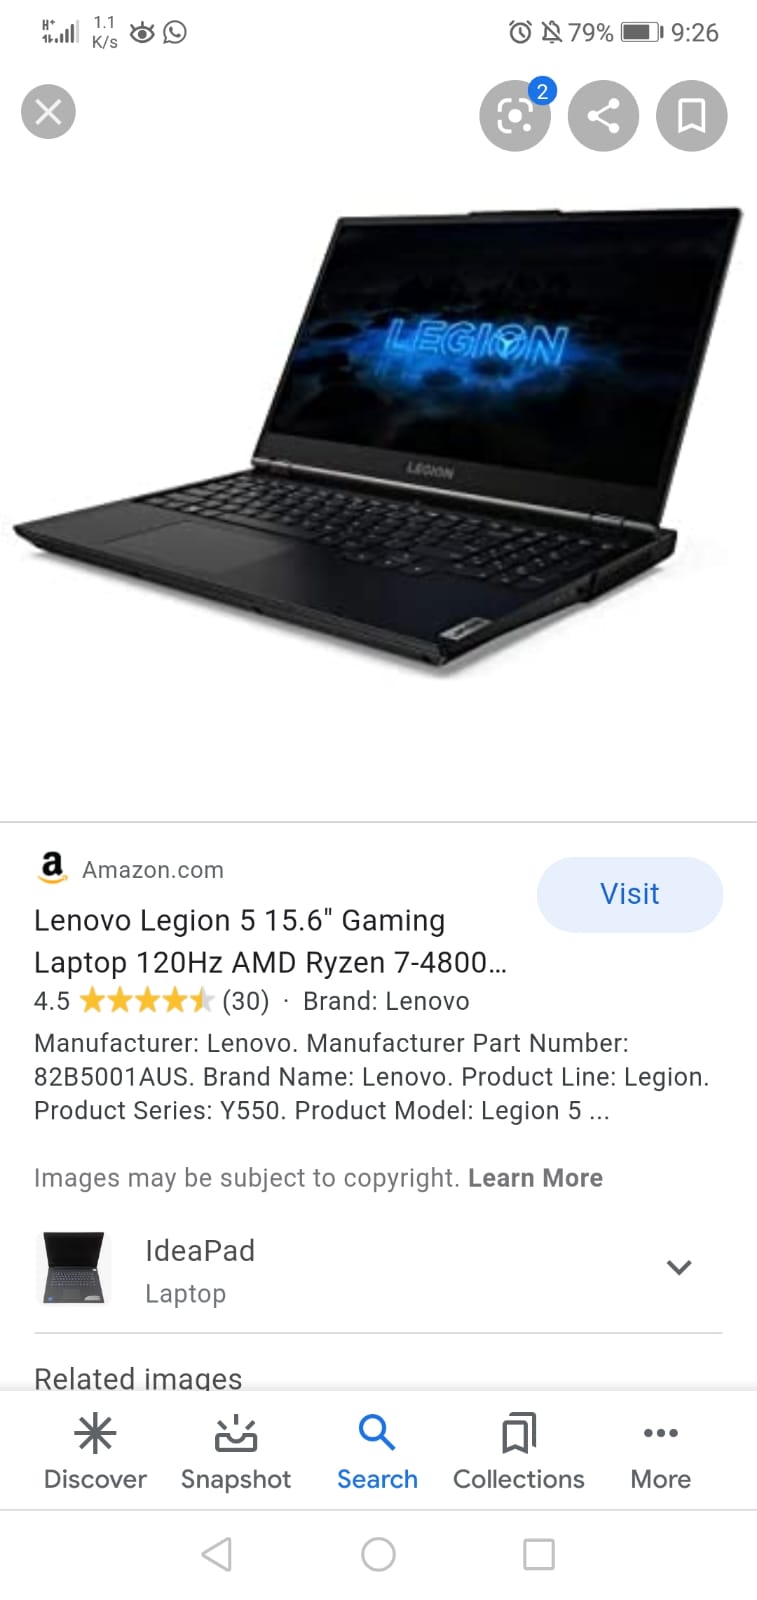 H+
1.1
K/s
79%
9:26
2
LEGION
LEGION
a Amazon.com
Visit
Lenovo Legion 5 15.6" Gaming
Laptop 120Hz AMD Ryzen 7-4800...
4.5 (30) · Brand: Lenovo
Manufacturer: Lenovo. Manufacturer Part Number:
82B5001AUS. Brand Name: Lenovo. Product Line: Legion.
Product Series: Y550. Product Model: Legion 5 ...
Images may be subject to copyright. Learn More
IdeaPad
Laptop
Related images
Discover Snapshot Search Collections More